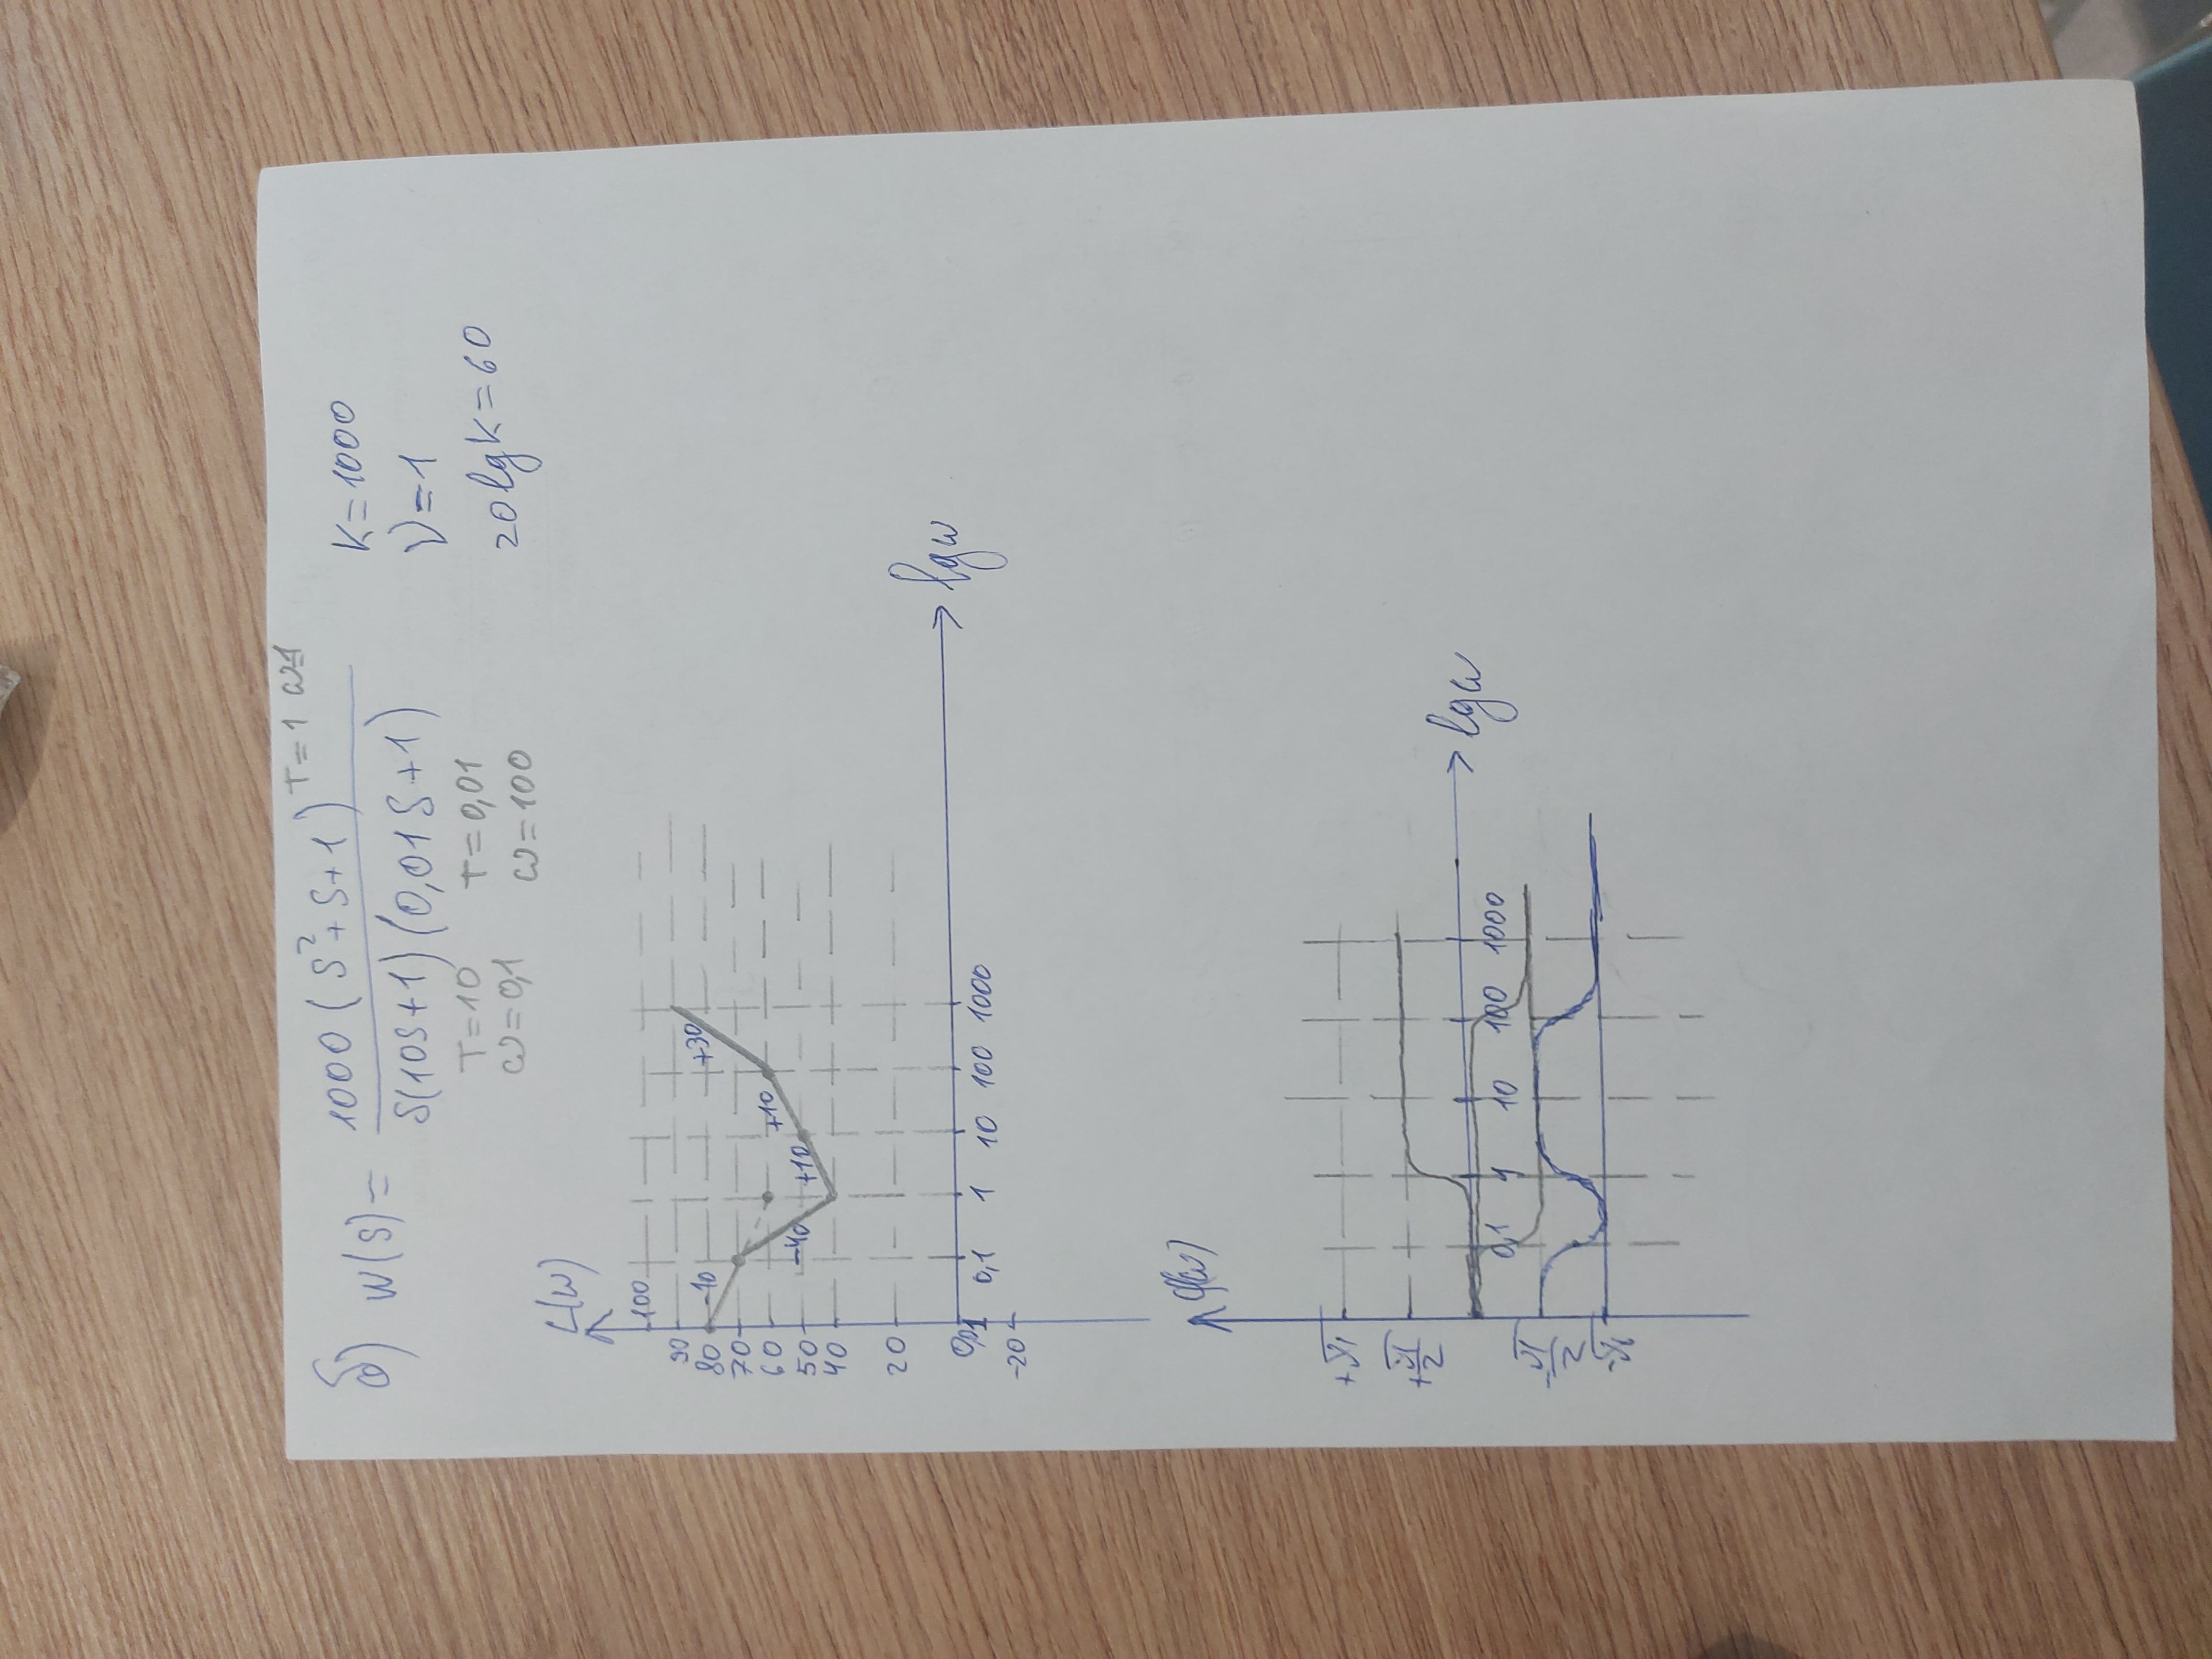 б) W(s) = 1000 (s²+s+1) / s(10s+1)(0,01s+1)
T=1 ω=1
T=10 T=0,01
ω=0,1 ω=100
K=1000
ν=1
20lgK=60
L(ω)
100
90
80
70
60
50
40
20
0,01 0,1 1 10 100 1000
-20
-10
-40
+10
+10
+30
lgω
φ(ω)
+π
+π/2
0,1 1 10 100 1000
lgω
-π/2
-π